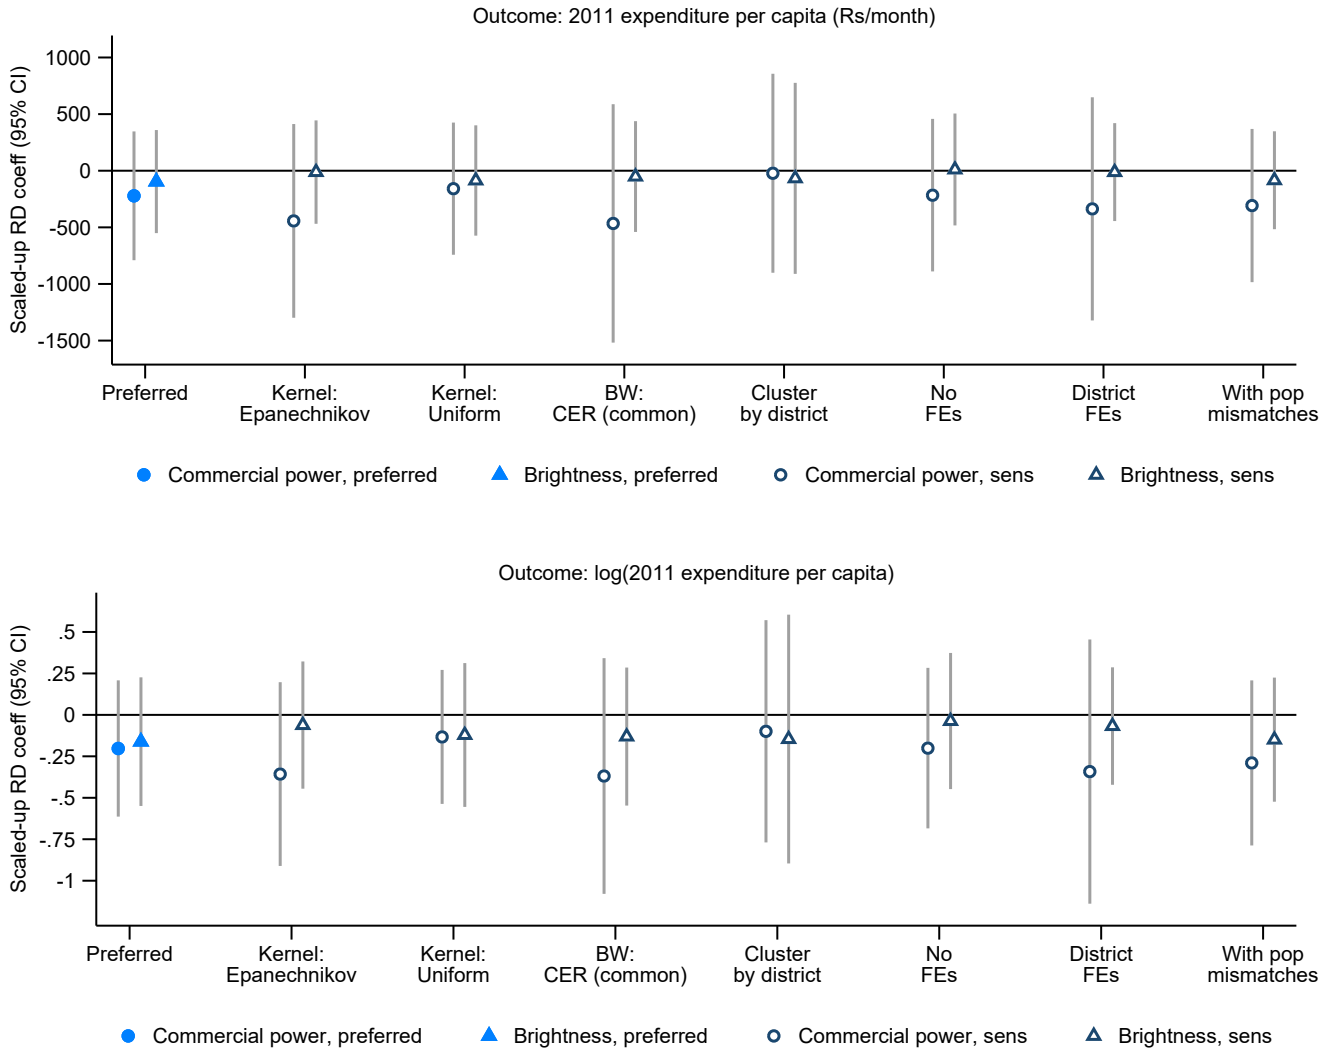 Outcome: 2011 expenditure per capita (Rs/month)
Scaled-up RD coeff (95% CI)
1000
500
0
-500
-1000
-1500
Preferred
Kernel:
Epanechnikov
Kernel:
Uniform
BW:
CER (common)
Cluster
by district
No
FEs
District
FEs
With pop
mismatches
Commercial power, preferred
Brightness, preferred
Commercial power, sens
Brightness, sens
Outcome: log(2011 expenditure per capita)
Scaled-up RD coeff (95% CI)
.5
.25
0
-.25
-.5
-.75
-1
Preferred
Kernel:
Epanechnikov
Kernel:
Uniform
BW:
CER (common)
Cluster
by district
No
FEs
District
FEs
With pop
mismatches
Commercial power, preferred
Brightness, preferred
Commercial power, sens
Brightness, sens